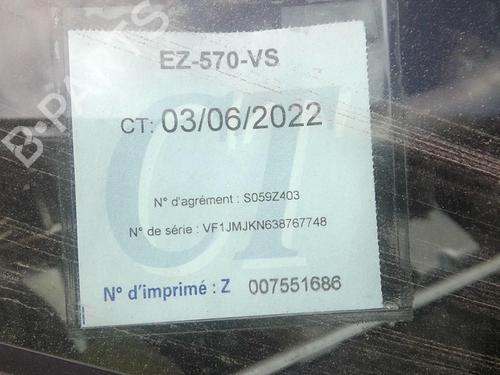 EZ-570-VS
CT: 03/06/2022
N° d'agrément : S059Z403
N° de série : VF1JMJKN638767748
N° d'imprimé : Z 007551686
CT
B-PARTS